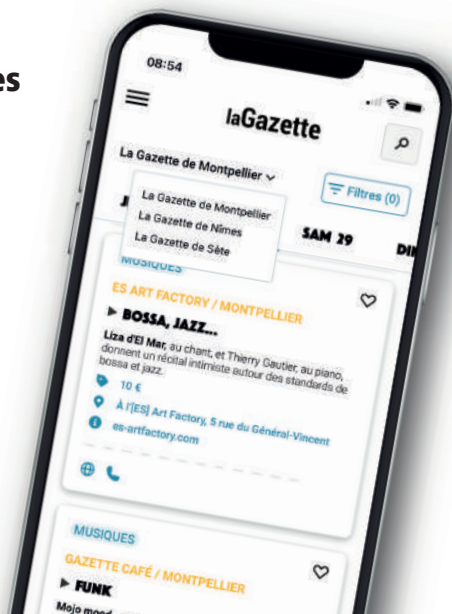 es
08:54
laGazette
La Gazette de Montpellier
Filtres (0)
La Gazette de Montpellier
La Gazette de Nîmes
La Gazette de Sète
J
SAM 29
DI
MUSIQUES
ES ART FACTORY / MONTPELLIER
BOSSA, JAZZ...
Liza d'El Mar, au chant, et Thierry Gautier, au piano,
donnent un récital intimiste autour des standards de
bossa et jazz.
10 €
À l'[ES] Art Factory, 5 rue du Général-Vincent
es-artfactory.com
MUSIQUES
GAZETTE CAFÉ / MONTPELLIER
FUNK
Mojo mood